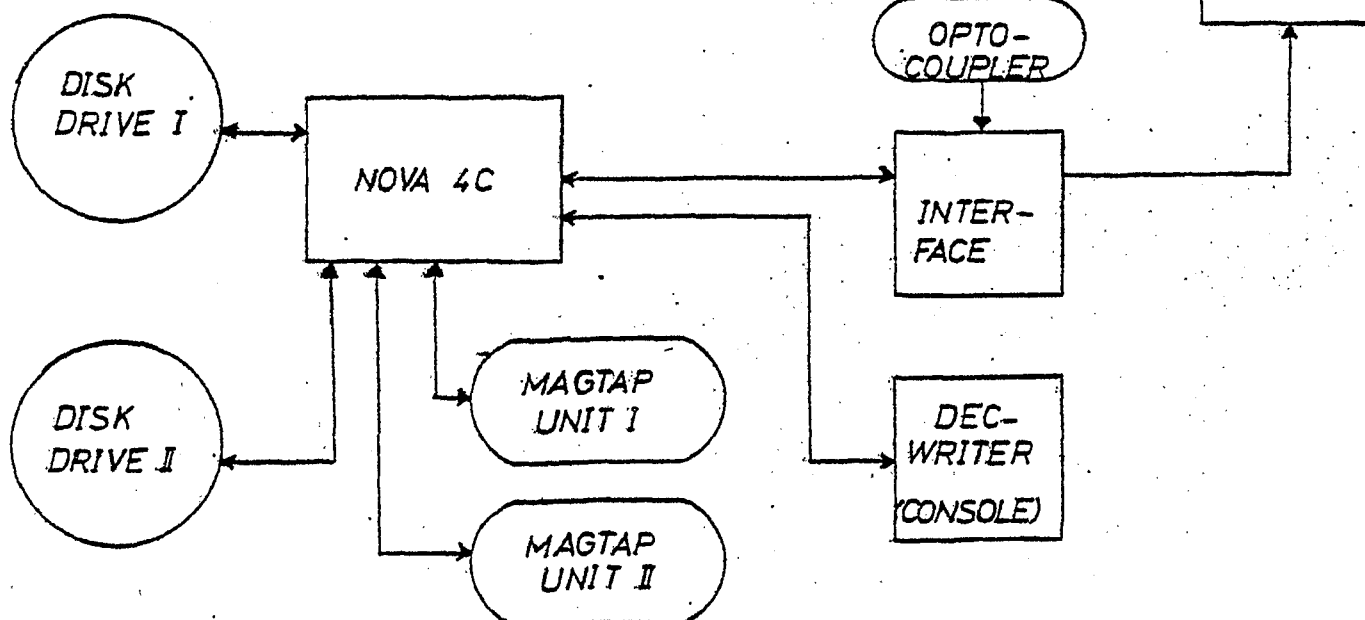 DISK
DRIVE I
NOVA 4C
OPTO-
COUPLER
INTER-
FACE
DISK
DRIVE II
MAGTAP
UNIT I
MAGTAP
UNIT II
DEC-
WRITER
(CONSOLE)